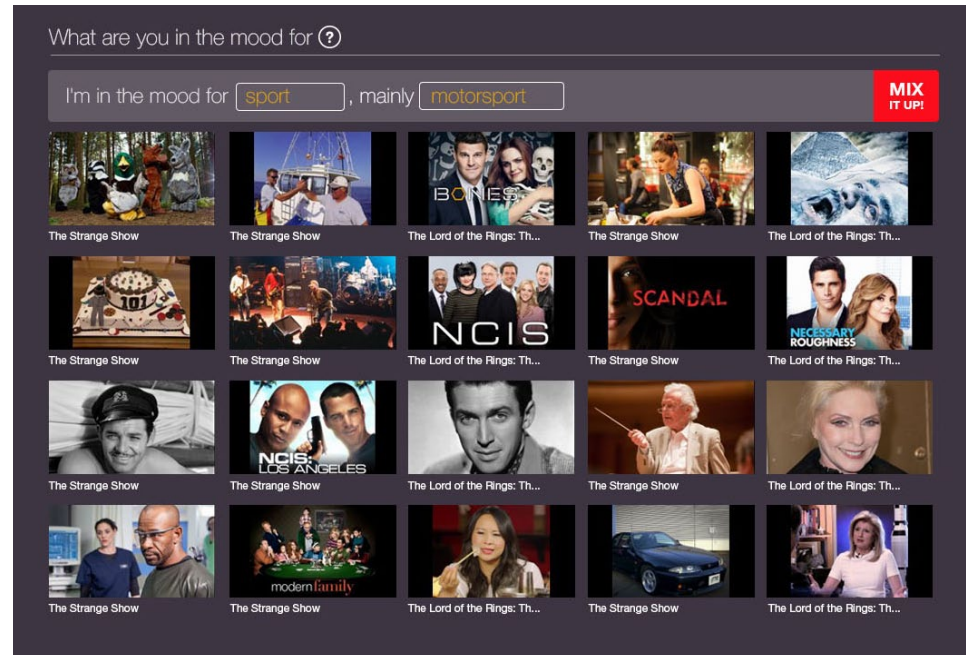 What are you in the mood for ?
I'm in the mood for sport , mainly motorsport
MIX
IT UP!
BONES
The Strange Show
The Strange Show
The Lord of the Rings: Th...
The Strange Show
The Lord of the Rings: Th...
101
NCIS
SCANDAL
NECESSARY
ROUGHNESS
The Strange Show
The Strange Show
The Lord of the Rings: Th...
The Strange Show
The Lord of the Rings: Th...
NCIS:
LOS ANGELES
The Strange Show
The Strange Show
The Lord of the Rings: Th...
The Strange Show
The Lord of the Rings: Th...
modern family
The Strange Show
The Strange Show
The Lord of the Rings: Th...
The Strange Show
The Lord of the Rings: Th...